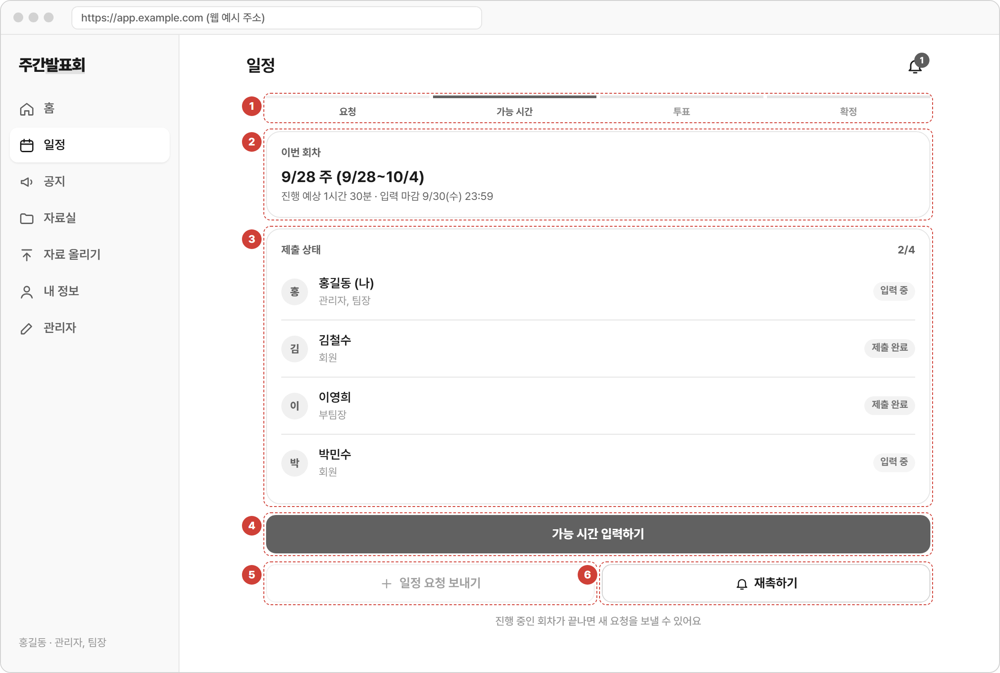 https://app.example.com (웹 예시 주소)
주간발표회
홈
일정
공지
자료실
자료 올리기
내 정보
관리자
홍길동 · 관리자, 팀장
일정
1
1
요청
가능 시간
투표
확정
2
이번 회차
9/28 주 (9/28~10/4)
진행 예상 1시간 30분 · 입력 마감 9/30(수) 23:59
3
제출 상태
2/4
홍
홍길동 (나)
관리자, 팀장
입력 중
김
김철수
회원
제출 완료
이
이영희
부팀장
제출 완료
박
박민수
회원
입력 중
4
가능 시간 입력하기
5
일정 요청 보내기
6
재촉하기
진행 중인 회차가 끝나면 새 요청을 보낼 수 있어요